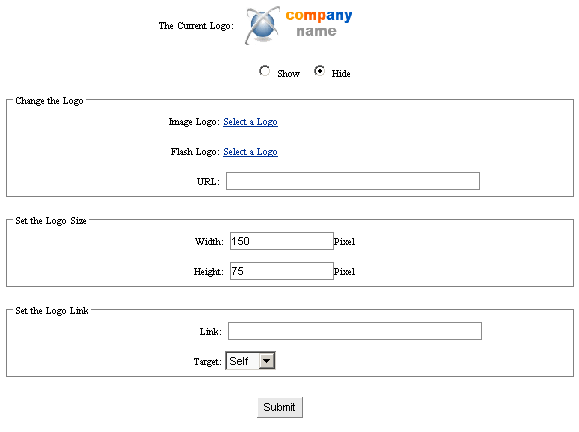 The Current Logo: company
name
Show Hide
Change the Logo
Image Logo: Select a Logo
Flash Logo: Select a Logo
URL:
Set the Logo Size
Width: 150 Pixel
Height: 75 Pixel
Set the Logo Link
Link:
Target: Self
Submit